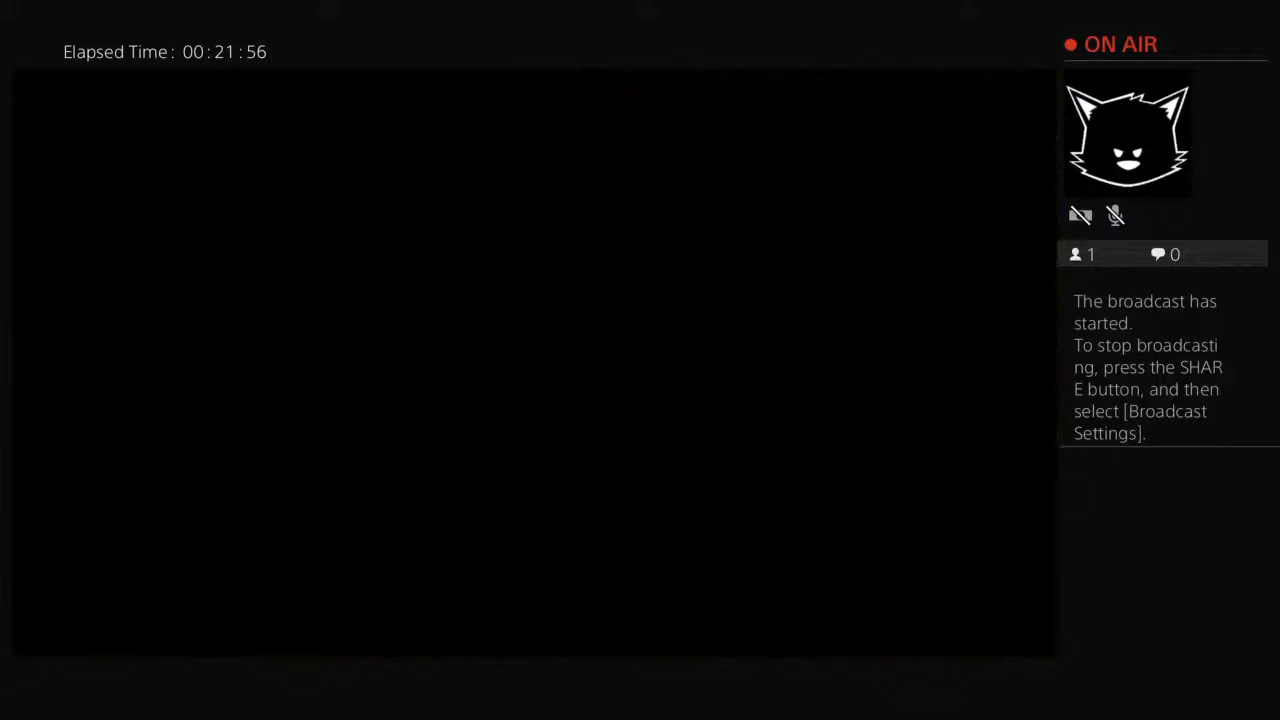 Elapsed Time: 00:21:56
ON AIR
1 0
The broadcast has
started.
To stop broadcasti
ng, press the SHAR
E button, and then
select [Broadcast
Settings].